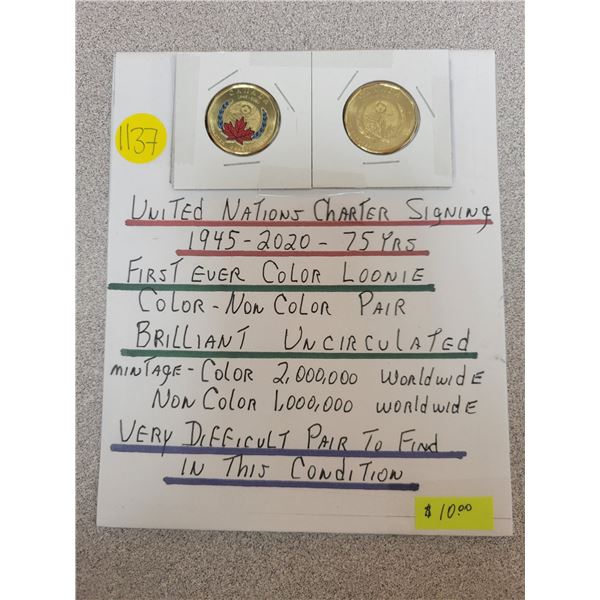 CANADA
1137
UNITED NATIONS CHARTER SIGNING
1945-2020-75 YRS
FIRST EVER COLOR LOONIE
COLOR-NON COLOR PAIR
BRILLIANT UNCIRCULATED
MINTAGE-COLOR 2,000,000 WORLDWIDE
NON COLOR 1,000,000 WORLDWIDE
VERY DIFFICULT PAIR TO FIND
IN THIS CONDITION
$10.00